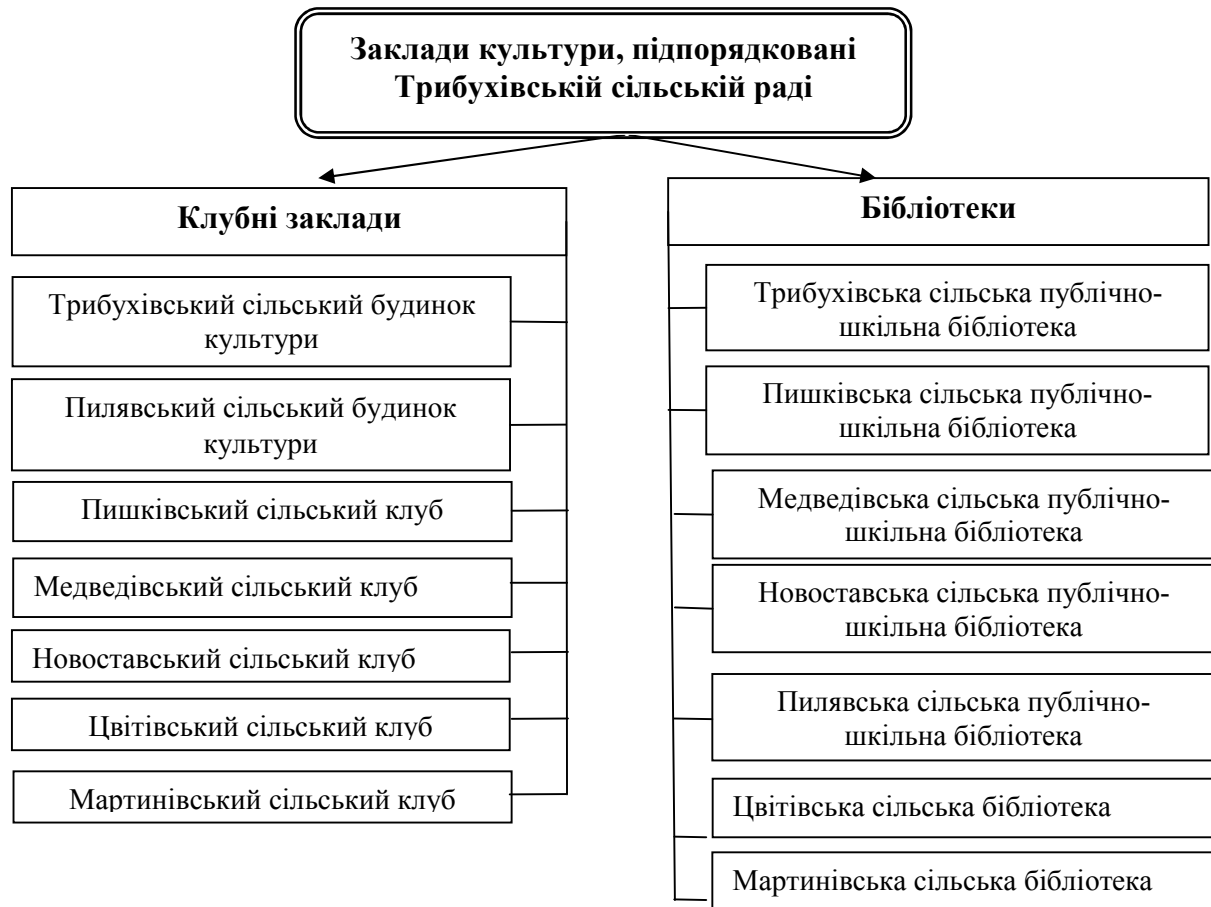 Заклади культури, підпорядковані
Трибухівській сільській раді
Клубні заклади
Трибухівський сільський будинок
культури
Пилявський сільський будинок
культури
Пишківський сільський клуб
Медведівський сільський клуб
Новоставський сільський клуб
Цвітівський сільський клуб
Мартинівський сільський клуб
Бібліотеки
Трибухівська сільська публічно-
шкільна бібліотека
Пишківська сільська публічно-
шкільна бібліотека
Медведівська сільська публічно-
шкільна бібліотека
Новоставська сільська публічно-
шкільна бібліотека
Пилявська сільська публічно-
шкільна бібліотека
Цвітівська сільська бібліотека
Мартинівська сільська бібліотека